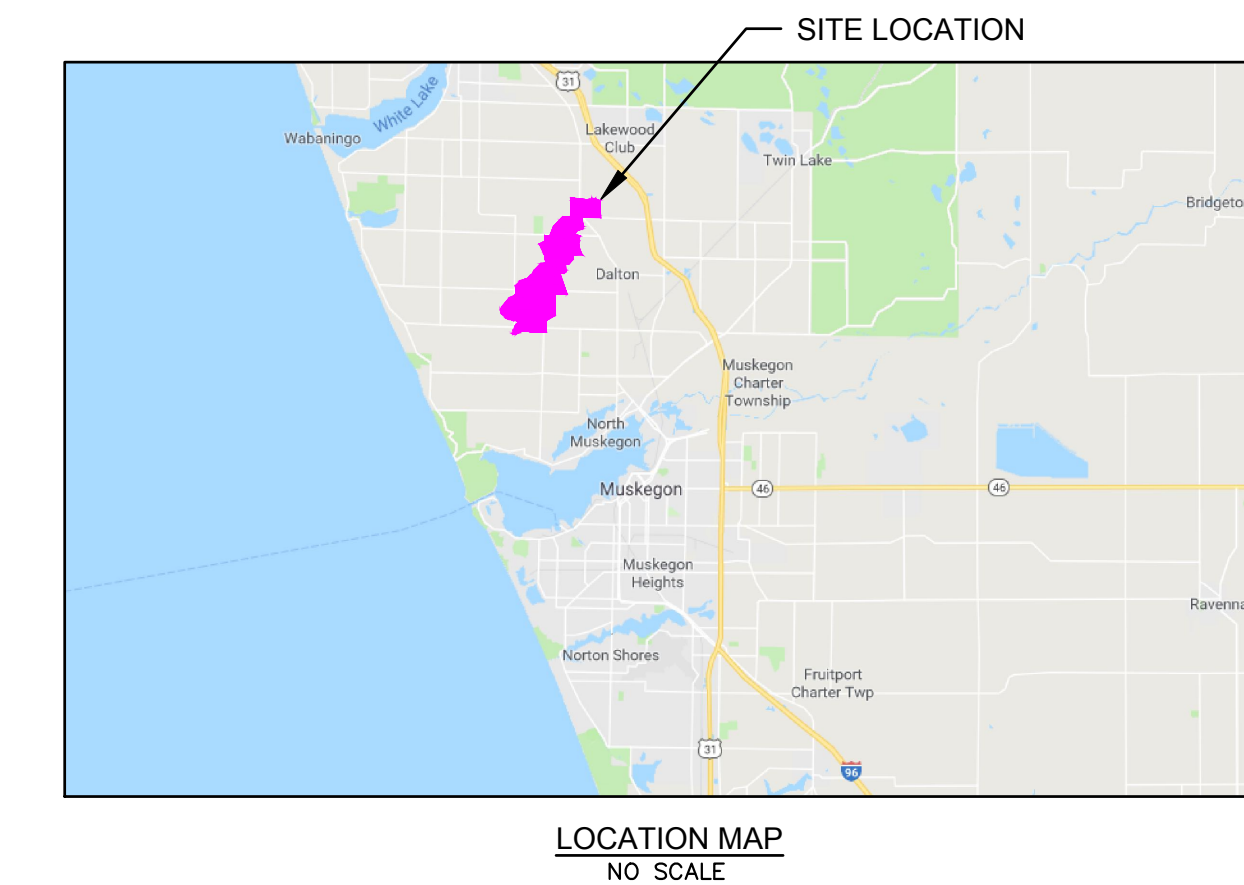 SITE LOCATION
31
White Lake
Wabaningo
Lakewood
Club
Twin Lake
Bridgeto
Dalton
Muskegon
Charter
Township
North
Muskegon
Muskegon
46
46
Muskegon
Heights
Ravenna
Norton Shores
Fruitport
Charter Twp
31
96
LOCATION MAP
NO SCALE